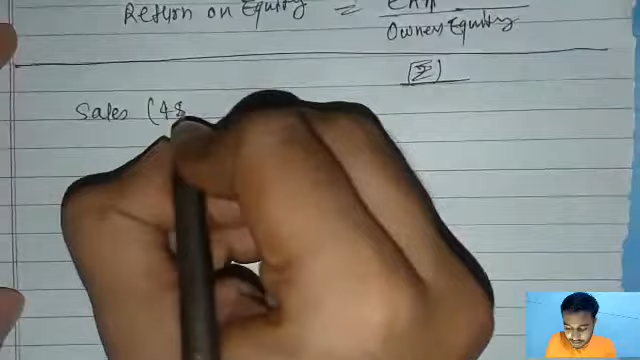 Return on Equity =
Owners Equity
(₹)
Sales (48